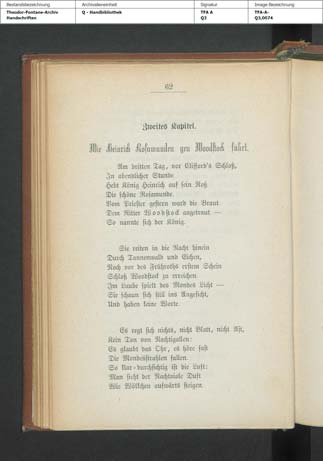 Bestandsbezeichnung Archivalieneinheit Signatur Image Bezeichnung
Theodor-Fontane-Archiv Q - Handbibliothek TFA A TFA-A-
Handschriften Q3 Q3,0074
62
Zweites Kapitel.
Wie Heinrich Rosamunden gen Woodstock führt.
Am dritten Tag, vor Clifford's Schloß,
In abendlicher Stunde
Hebt König Heinrich auf sein Roß
Die schöne Rosamunde.
Vom Priester gestern ward die Braut
Dem Ritter Woodstock angetraut —
So nannte sich der König.
Sie reiten in die Nacht hinein
Durch Tannenwald und Eichen,
Noch vor des Frühroths erstem Schein
Schloß Woodstock zu erreichen
Im Laube spielt des Mondes Licht —
Sie schaun sich still ins Angesicht,
Und haben keine Worte.
Es regt sich nichts, nicht Blatt, nicht Ast,
Kein Ton von Nachtigallen:
Es glaubt das Ohr, es höre fast
Die Mondesstrahlen fallen.
So klar-durchsichtig ist die Luft:
Man sieht der Nachtviole Duft
Wie Wölkchen aufwärts steigen.